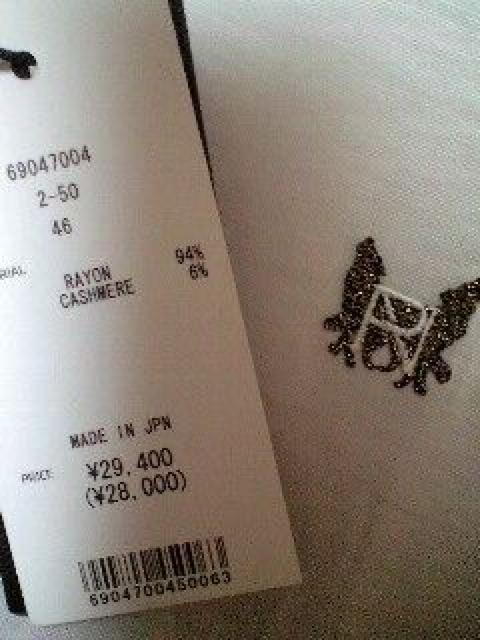 69047004
2-50
46
RIAL RAYON 94%
CASHMERE 6%
MADE IN JPN
PRICE ¥29.400
(¥28.000)
6904700450063